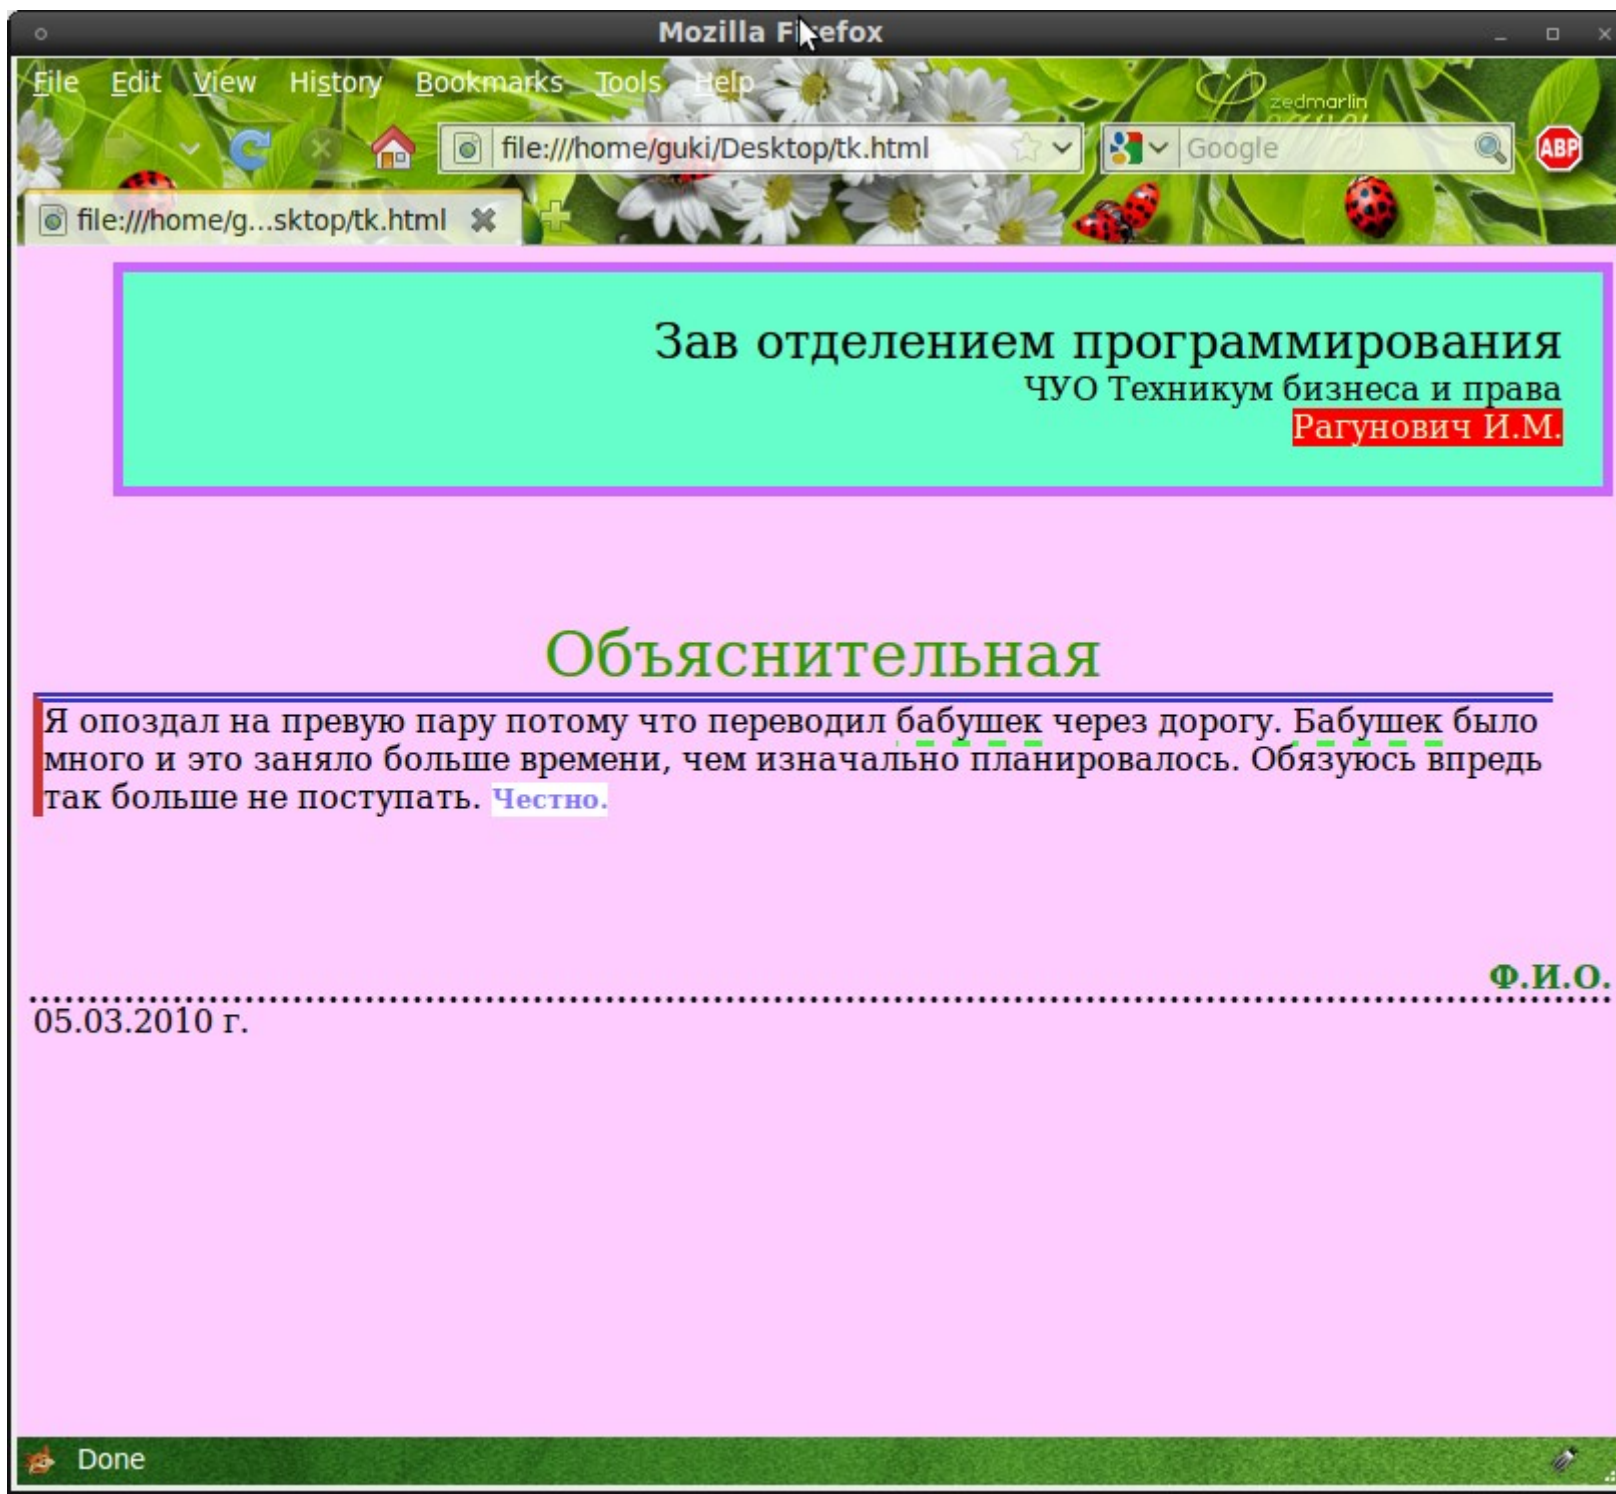 Mozilla Firefox
File Edit View History Bookmarks Tools Help
zedmarlin
file:///home/guki/Desktop/tk.html
Google
ABP
file:///home/g...sktop/tk.html
Зав отделением программирования
ЧУО Техникум бизнеса и права
Рагунович И.М.
Объяснительная
Я опоздал на превую пару потому что переводил бабушек через дорогу. Бабушек было
много и это заняло больше времени, чем изначально планировалось. Обязуюсь впредь
так больше не поступать. Честно.
Ф.И.О.
05.03.2010 г.
Done